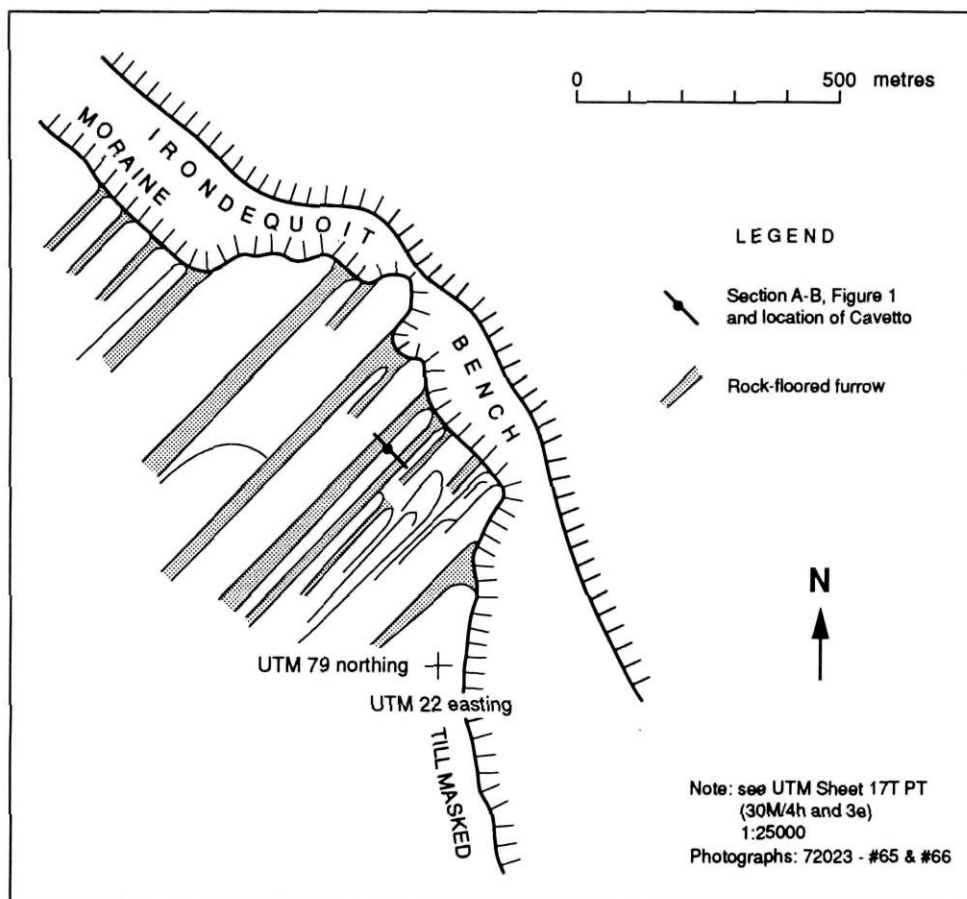 0 500 metres
MORAINE
IRONDEQUOIT
BENCH
LEGEND
Section A-B, Figure 1
and location of Cavetto
Rock-floored furrow
N
UTM 79 northing
UTM 22 easting
TILL MASKED
Note: see UTM Sheet 17T PT
(30M/4h and 3e)
1:25000
Photographs: 72023 - #65 & #66